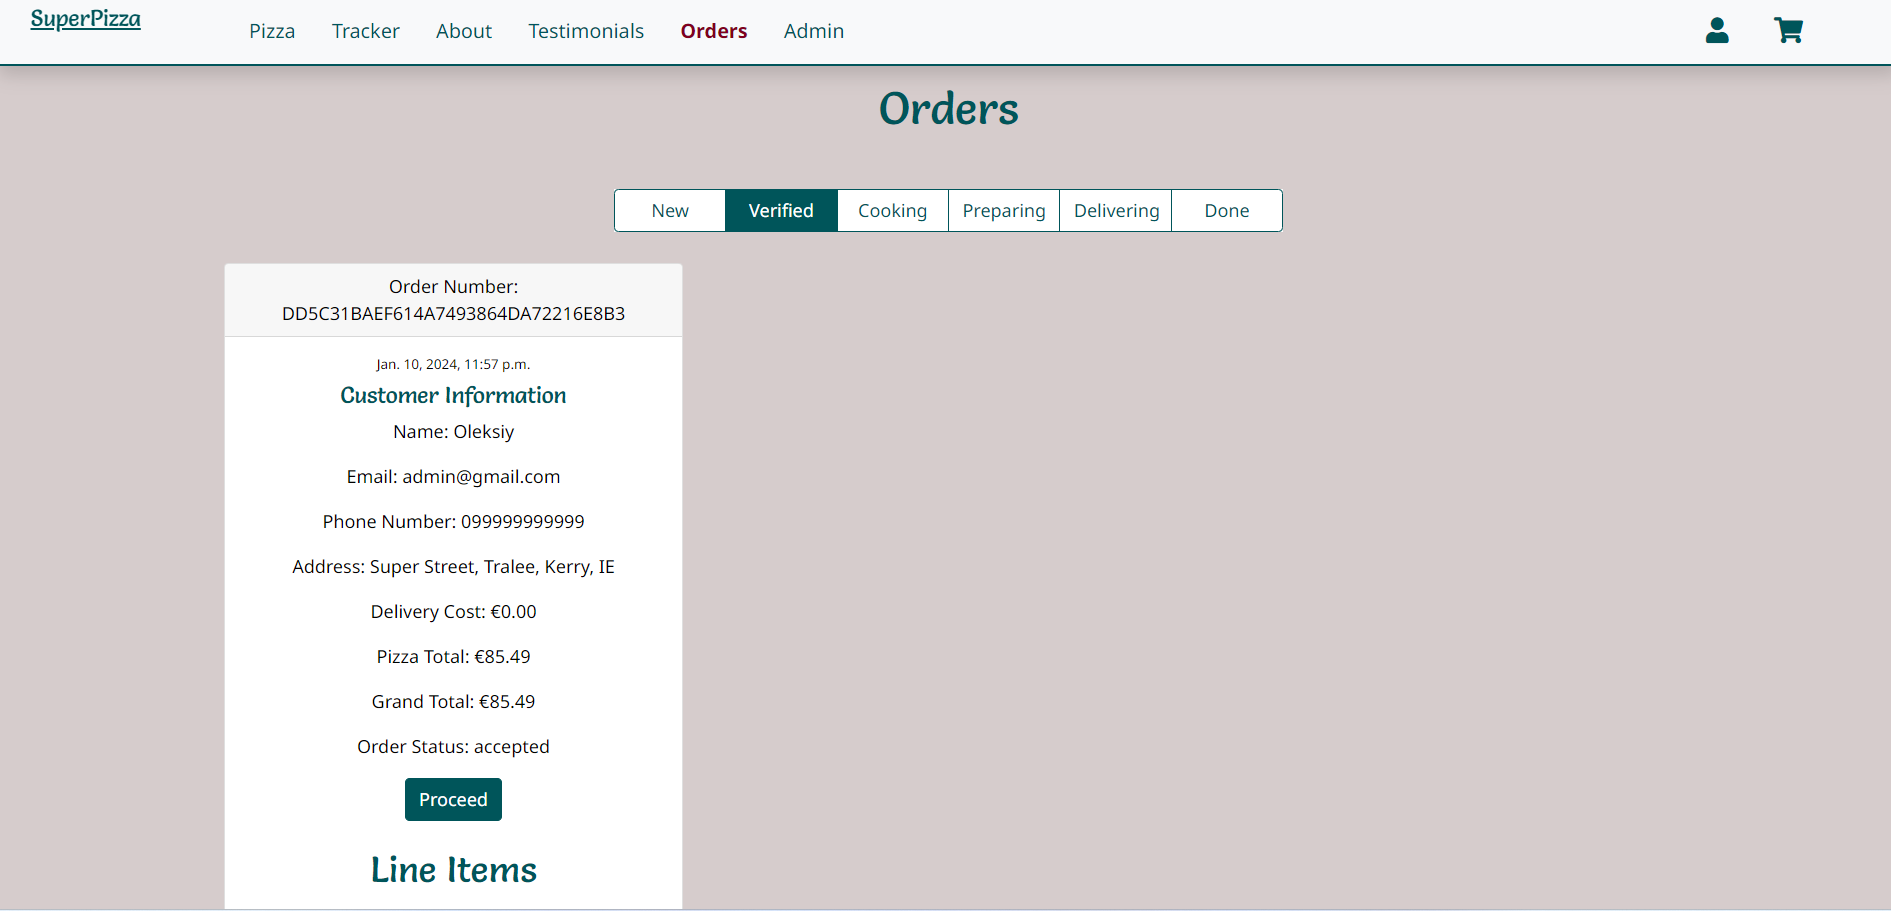 SuperPizza
Pizza Tracker About Testimonials Orders Admin
Orders
New Verified Cooking Preparing Delivering Done
Order Number:
DD5C31BAEF614A7493864DA72216E8B3
Jan. 10, 2024, 11:57 p.m.
Customer Information
Name: Oleksiy
Email: admin@gmail.com
Phone Number: 099999999999
Address: Super Street, Tralee, Kerry, IE
Delivery Cost: €0.00
Pizza Total: €85.49
Grand Total: €85.49
Order Status: accepted
Proceed
Line Items